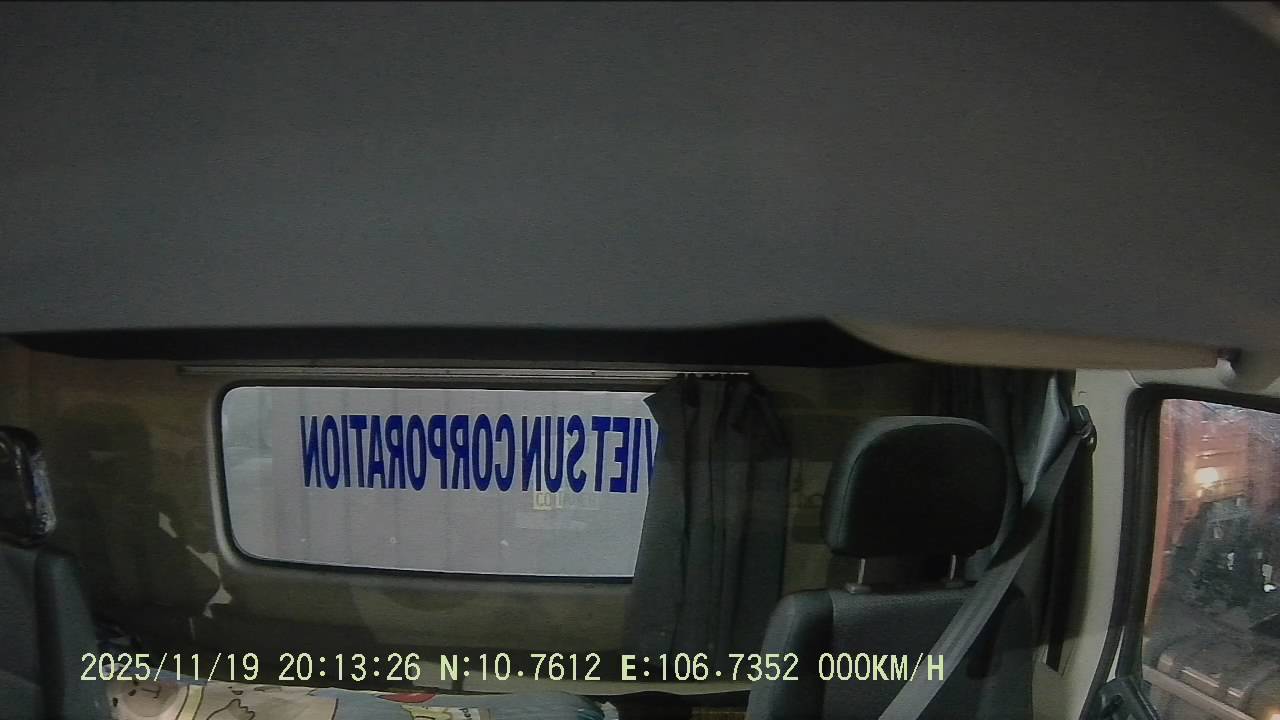 VIETSUN CORPORATION
2025/11/19 20:13:26 N:10.7612 E:106.7352 000KM/H